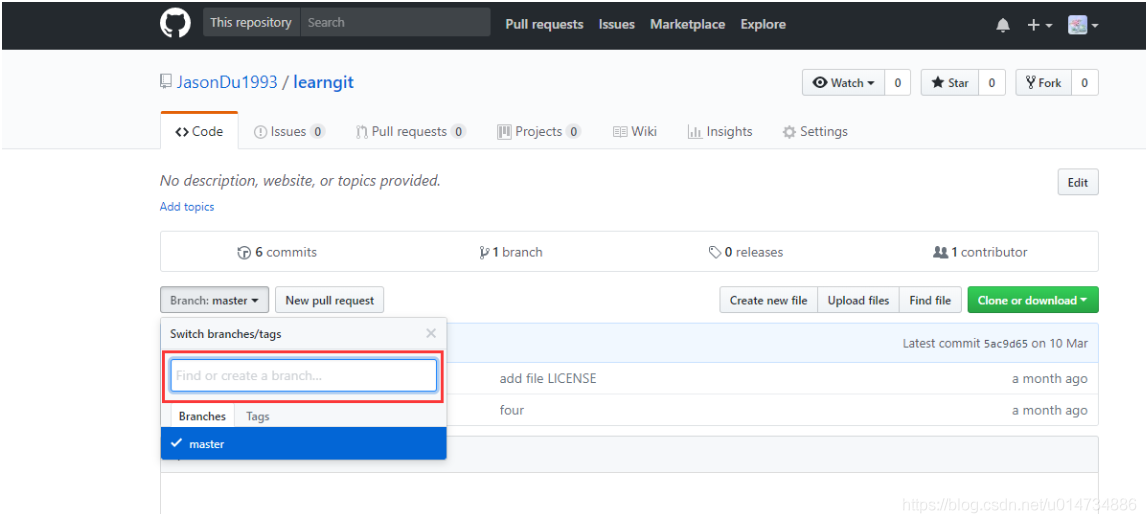 This repository Search Pull requests Issues Marketplace Explore
JasonDu1993 / learngit Watch 0 Star 0 Fork 0
Code Issues 0 Pull requests 0 Projects 0 Wiki Insights Settings
No description, website, or topics provided. Edit
Add topics
6 commits 1 branch 0 releases 1 contributor
Branch: master New pull request Create new file Upload files Find file Clone or download
Switch branches/tags
Latest commit 5ac9d65 on 10 Mar
Find or create a branch...
add file LICENSE a month ago
Branches Tags
four a month ago
master
https://blog.csdn.net/u014734886